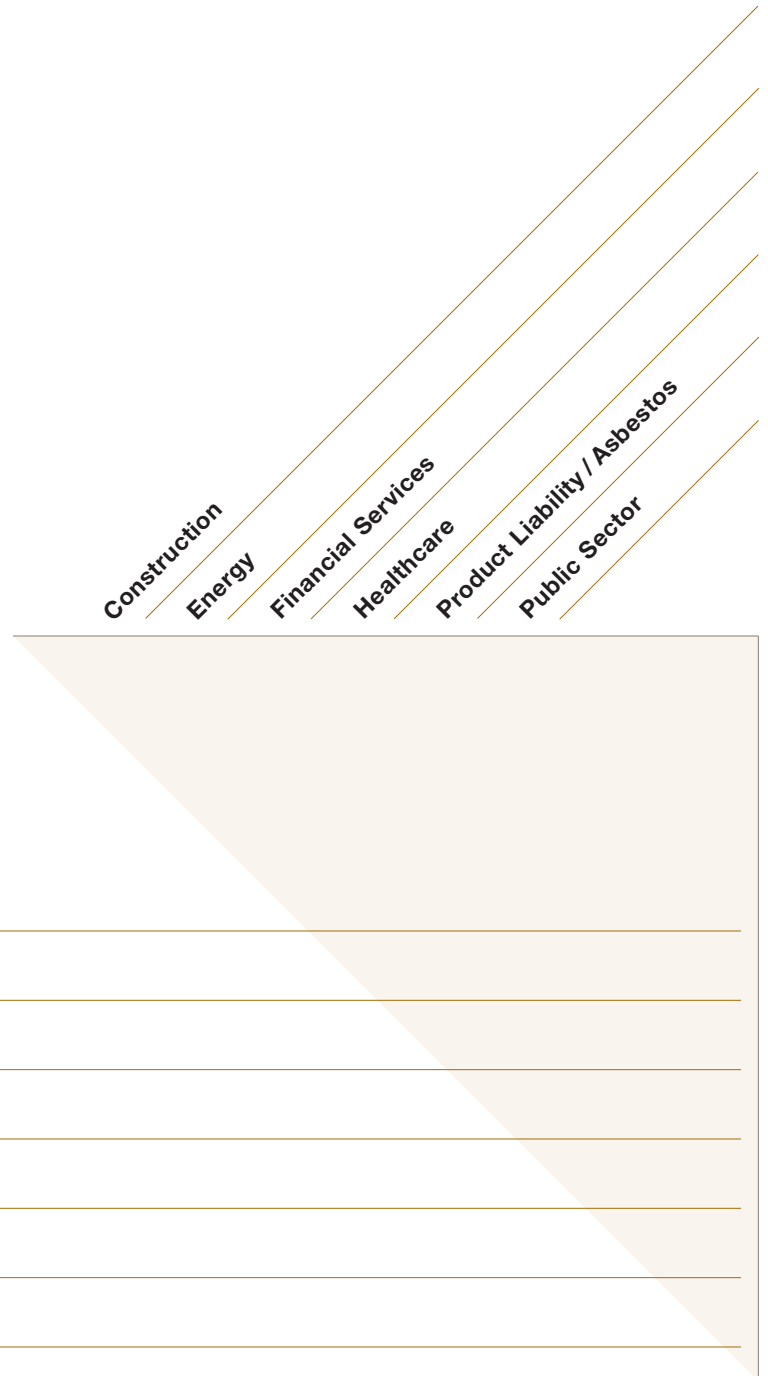 Construction
Energy
Financial Services
Healthcare
Product Liability / Asbestos
Public Sector